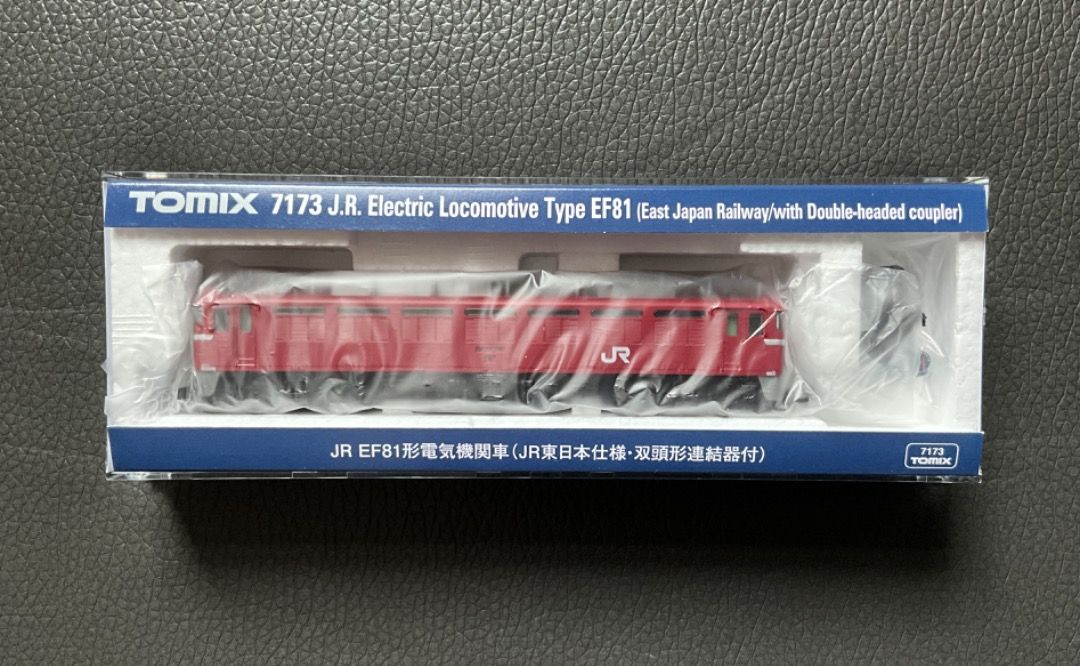 TOMIX 7173 J.R. Electric Locomotive Type EF81 (East Japan Railway/with Double-headed coupler)
JR
JR EF81形電気機関車(JR東日本仕様・双頭形連結器付)
7173
TOMIX